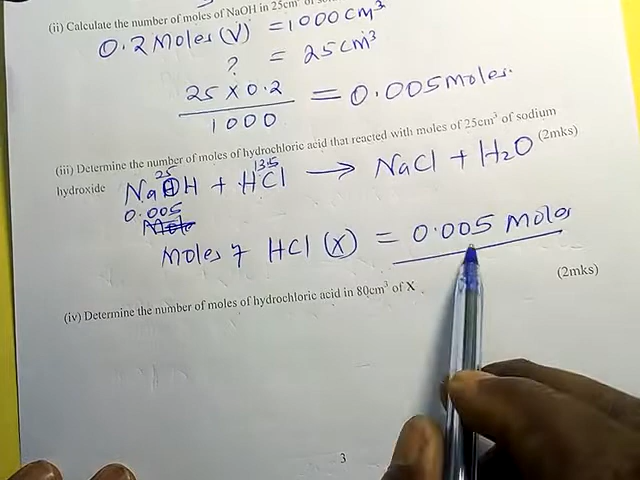 (ii) Calculate the number of moles of NaOH in 25cm³ of
0.2 Moles (V) = 1000 cm³
? = 25 cm³
25 x 0.2 = 0.005 moles.
1000
(iii) Determine the number of moles of hydrochloric acid that reacted with moles of 25cm³ of sodium
hydroxide (2mks)
25 13.5
NaOH + HCl → NaCl + H₂O
0.005
Mole
Moles of HCl (X) = 0.005 moles
(2mks)
(iv) Determine the number of moles of hydrochloric acid in 80cm³ of X
3